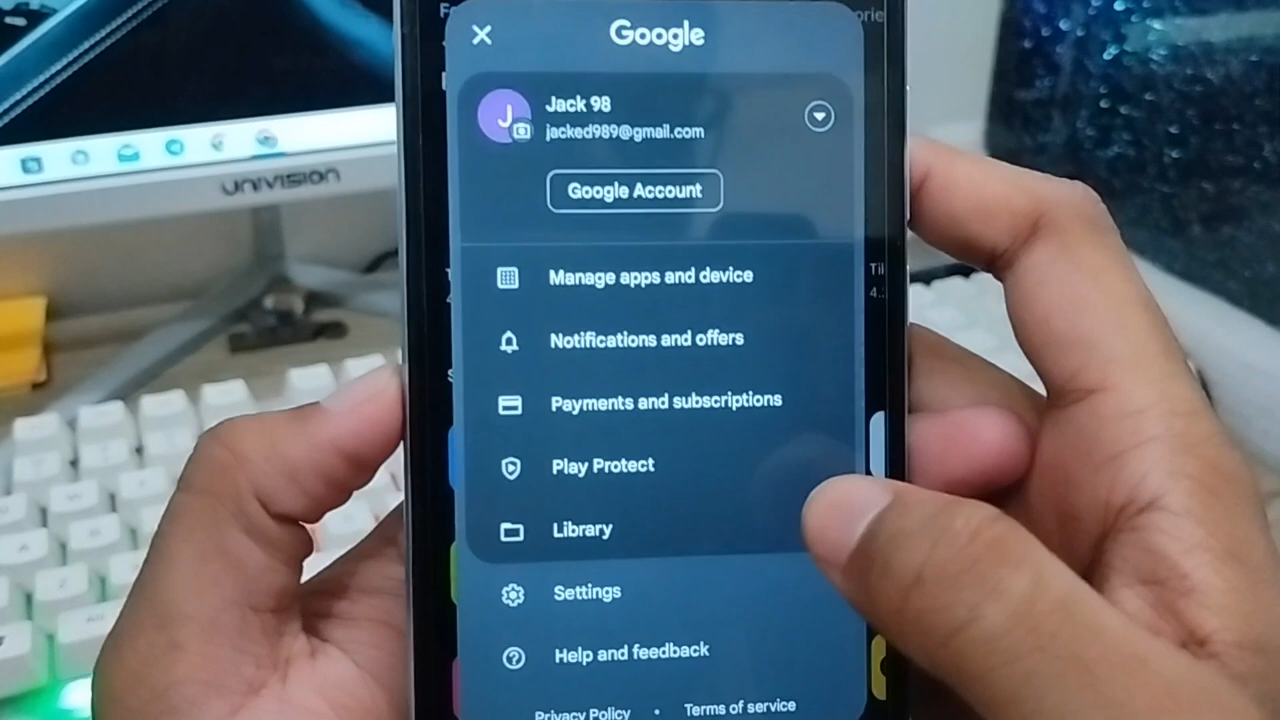 Google
Jack 98
jacked989@gmail.com
Google Account
UNIVISION
Manage apps and device
Notifications and offers
Payments and subscriptions
Play Protect
Library
Settings
Help and feedback
Privacy Policy • Terms of service